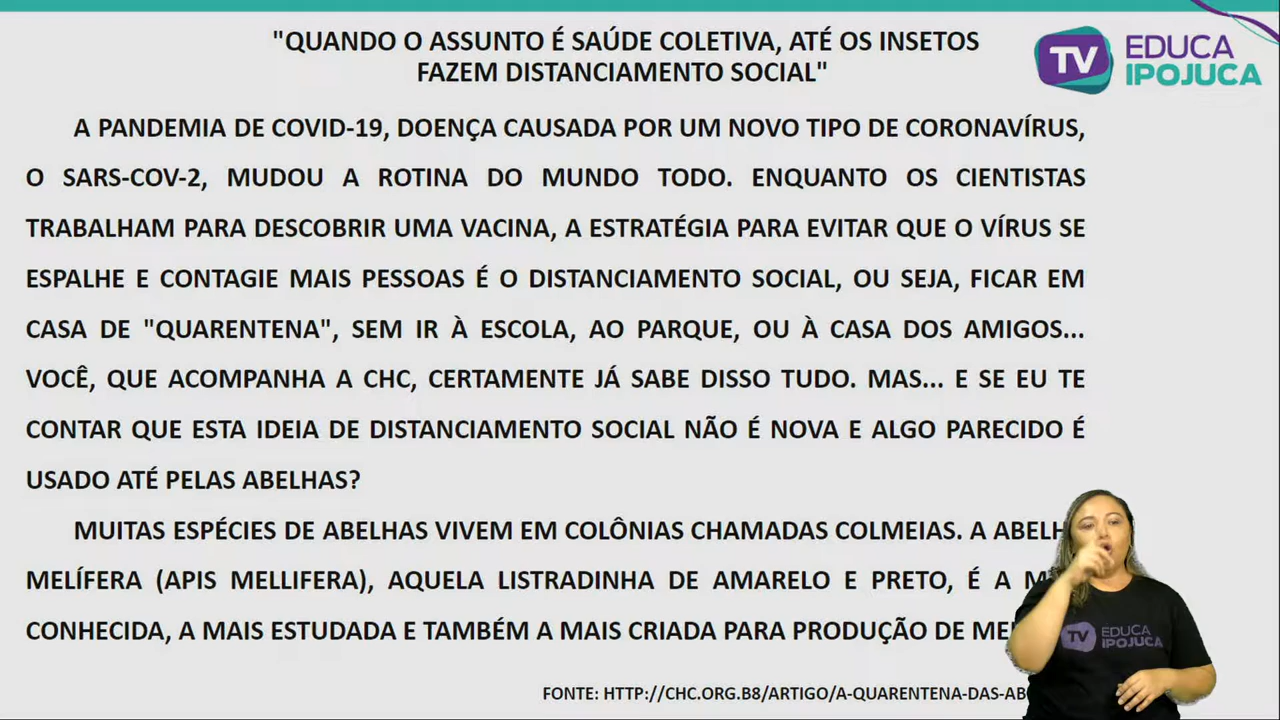 "QUANDO O ASSUNTO É SAÚDE COLETIVA, ATÉ OS INSETOS
FAZEM DISTANCIAMENTO SOCIAL"
TV EDUCA
IPOJUCA
A PANDEMIA DE COVID-19, DOENÇA CAUSADA POR UM NOVO TIPO DE CORONAVÍRUS,
O SARS-COV-2, MUDOU A ROTINA DO MUNDO TODO. ENQUANTO OS CIENTISTAS
TRABALHAM PARA DESCOBRIR UMA VACINA, A ESTRATÉGIA PARA EVITAR QUE O VÍRUS SE
ESPALHE E CONTAGIE MAIS PESSOAS É O DISTANCIAMENTO SOCIAL, OU SEJA, FICAR EM
CASA DE "QUARENTENA", SEM IR À ESCOLA, AO PARQUE, OU À CASA DOS AMIGOS...
VOCÊ, QUE ACOMPANHA A CHC, CERTAMENTE JÁ SABE DISSO TUDO. MAS... E SE EU TE
CONTAR QUE ESTA IDEIA DE DISTANCIAMENTO SOCIAL NÃO É NOVA E ALGO PARECIDO É
USADO ATÉ PELAS ABELHAS?
MUITAS ESPÉCIES DE ABELHAS VIVEM EM COLÔNIAS CHAMADAS COLMEIAS. A
MELÍFERA (APIS MELLIFERA), AQUELA LISTRADINHA DE AMARELO E PRETO, É A
CONHECIDA, A MAIS ESTUDADA E TAMBÉM A MAIS CRIADA PARA PRODUÇÃO DE
FONTE: HTTP://CHC.ORG.B8/ARTIGO/A-QUARENTENA-DAS-
TV EDUCA
IPOJUCA